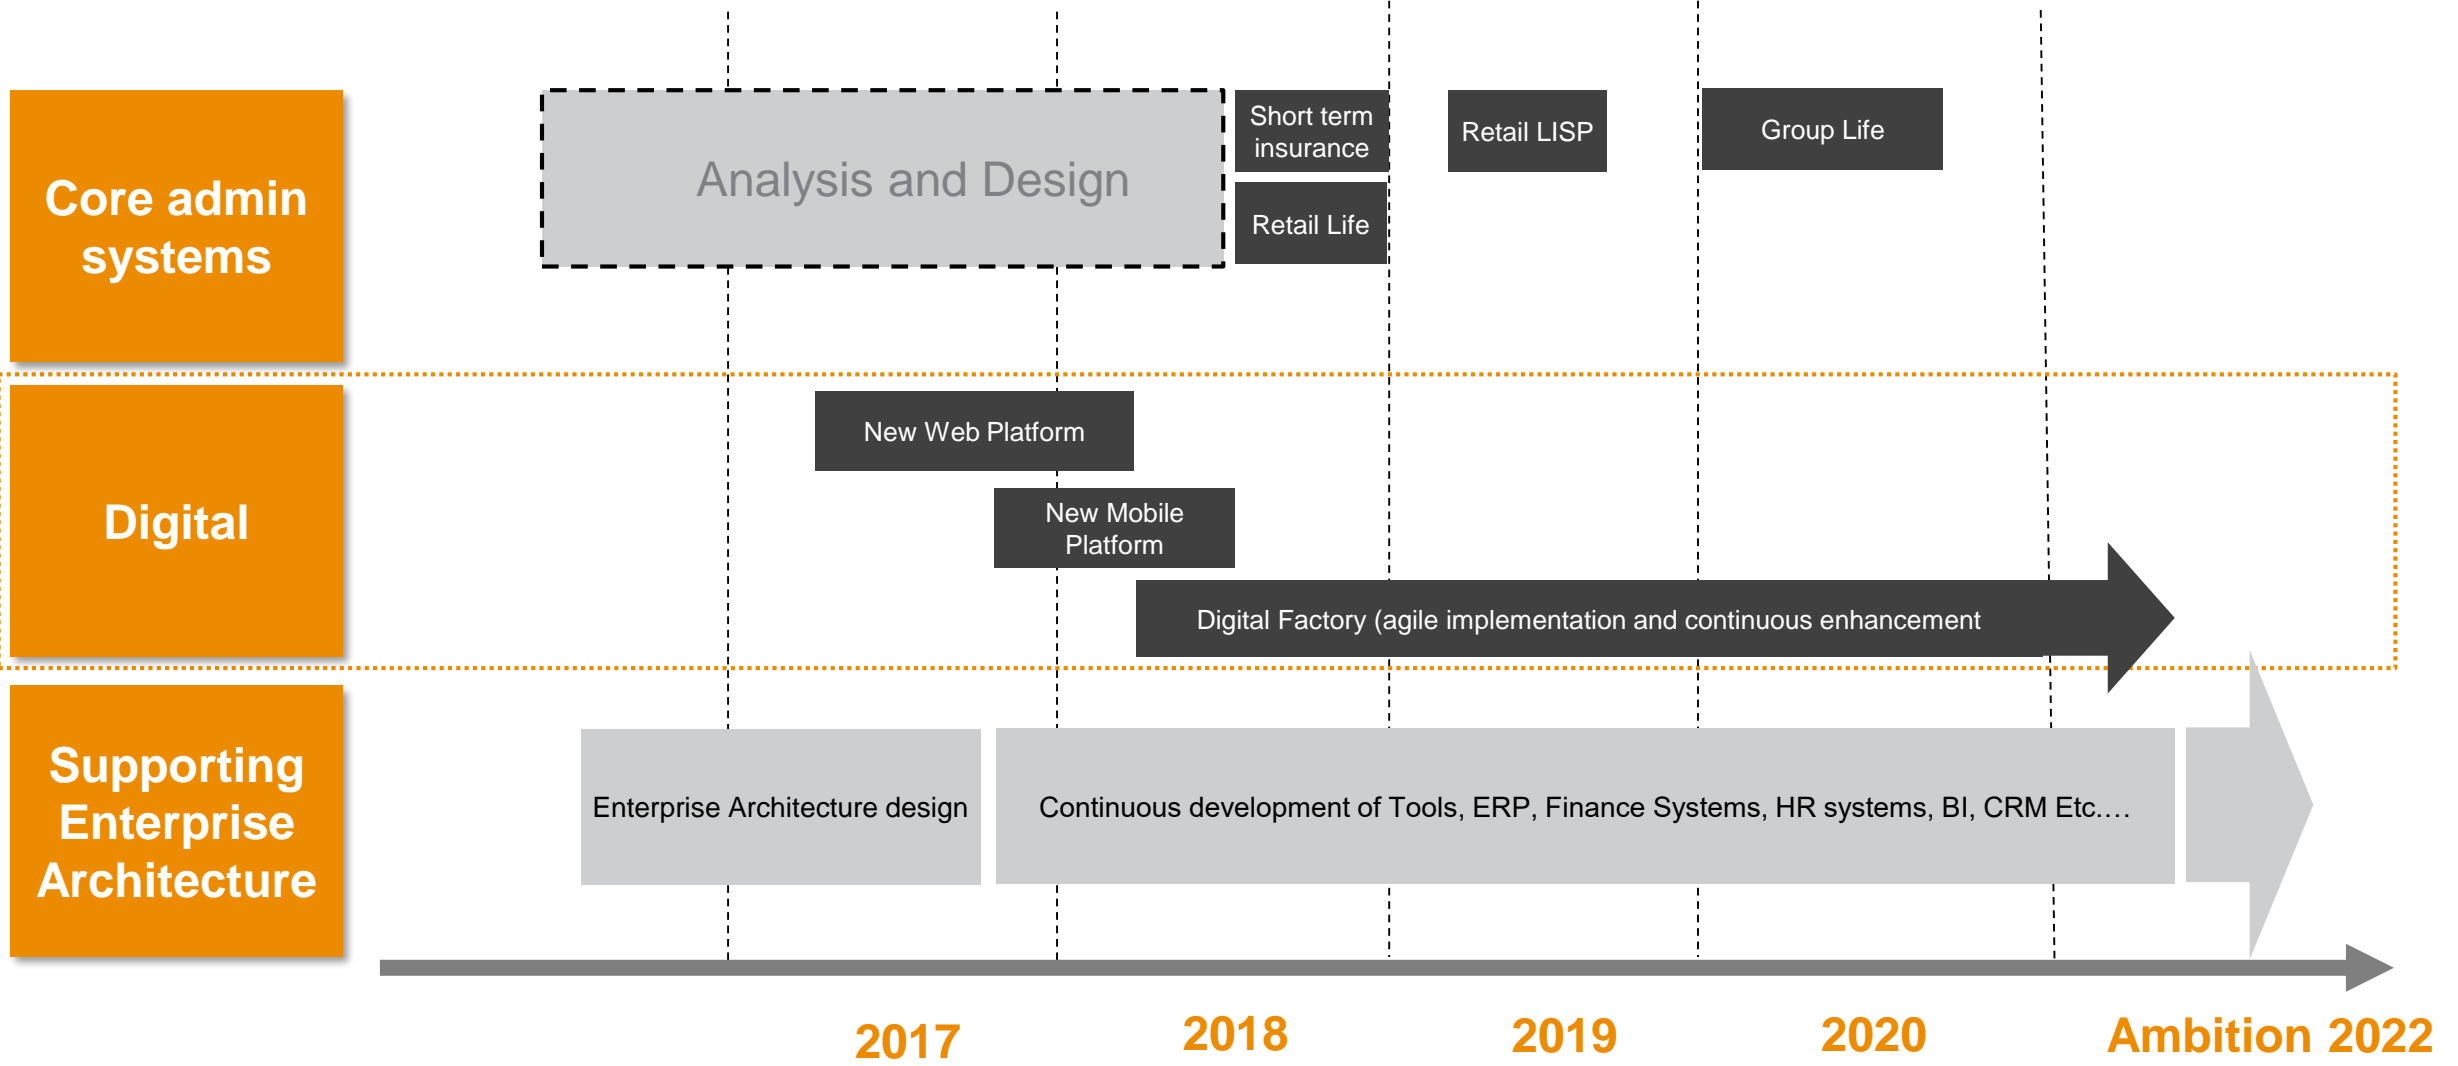 Core admin
systems
Analysis and Design
Short term
insurance
Retail Life
Retail LISP
Group Life
Digital
New Web Platform
New Mobile
Platform
Digital Factory (agile implementation and continuous enhancement
Supporting
Enterprise
Architecture
Enterprise Architecture design
Continuous development of Tools, ERP, Finance Systems, HR systems, BI, CRM Etc.…
2017
2018
2019
2020
Ambition 2022